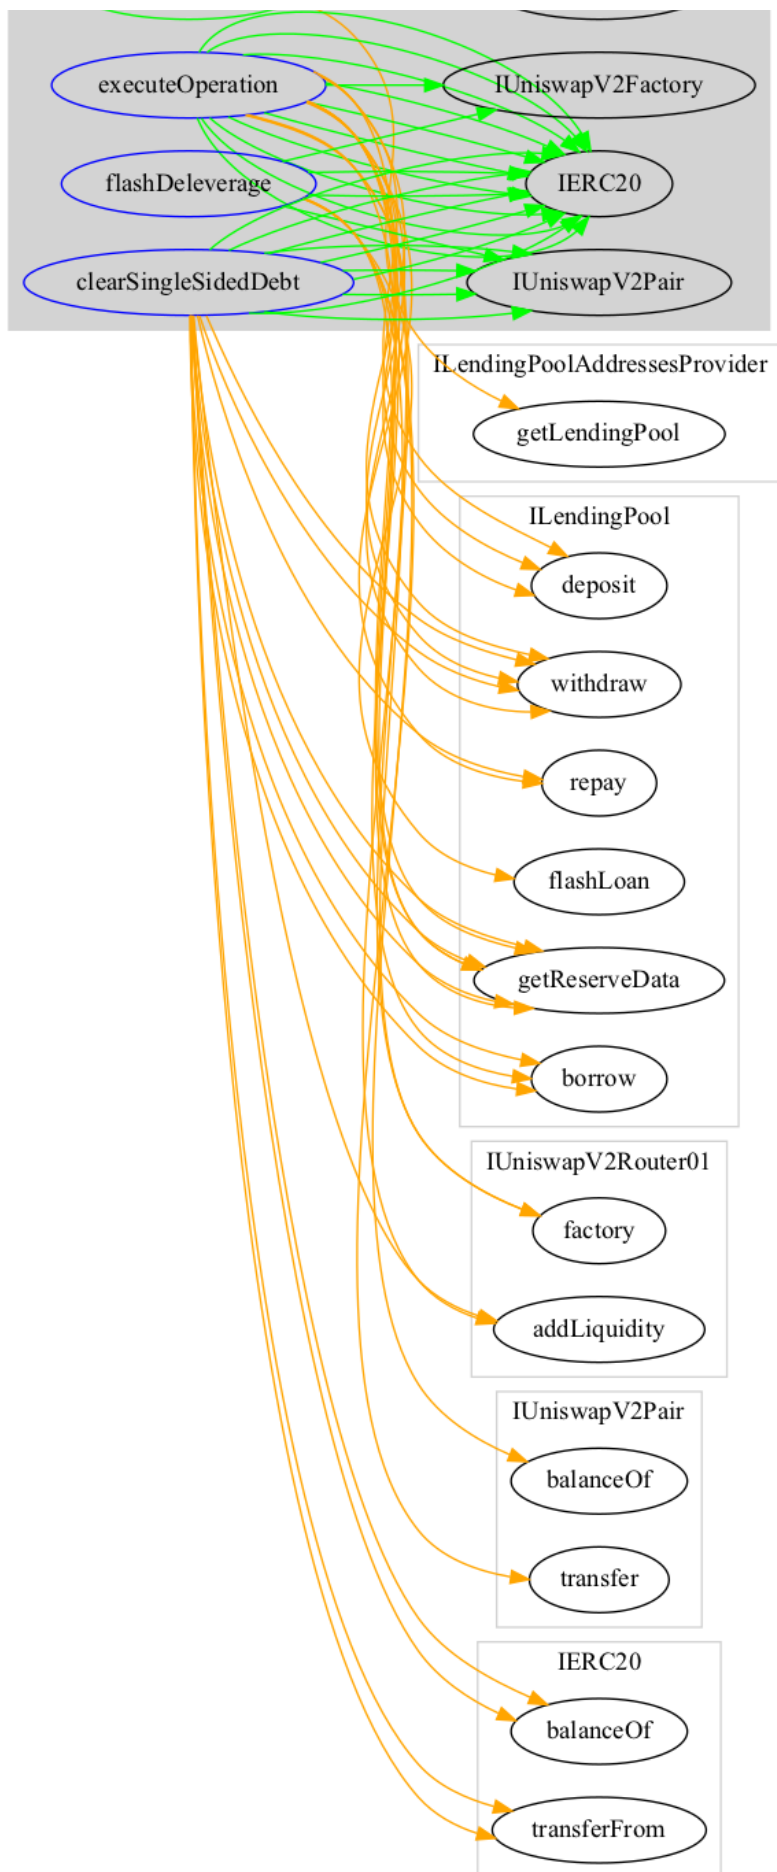 executeOperation
IUniswapV2Factory
flashDeleverage
IERC20
clearSingleSidedDebt
IUniswapV2Pair
ILendingPoolAddressesProvider
getLendingPool
ILendingPool
deposit
withdraw
repay
flashLoan
getReserveData
borrow
IUniswapV2Router01
factory
addLiquidity
IUniswapV2Pair
balanceOf
transfer
IERC20
balanceOf
transferFrom